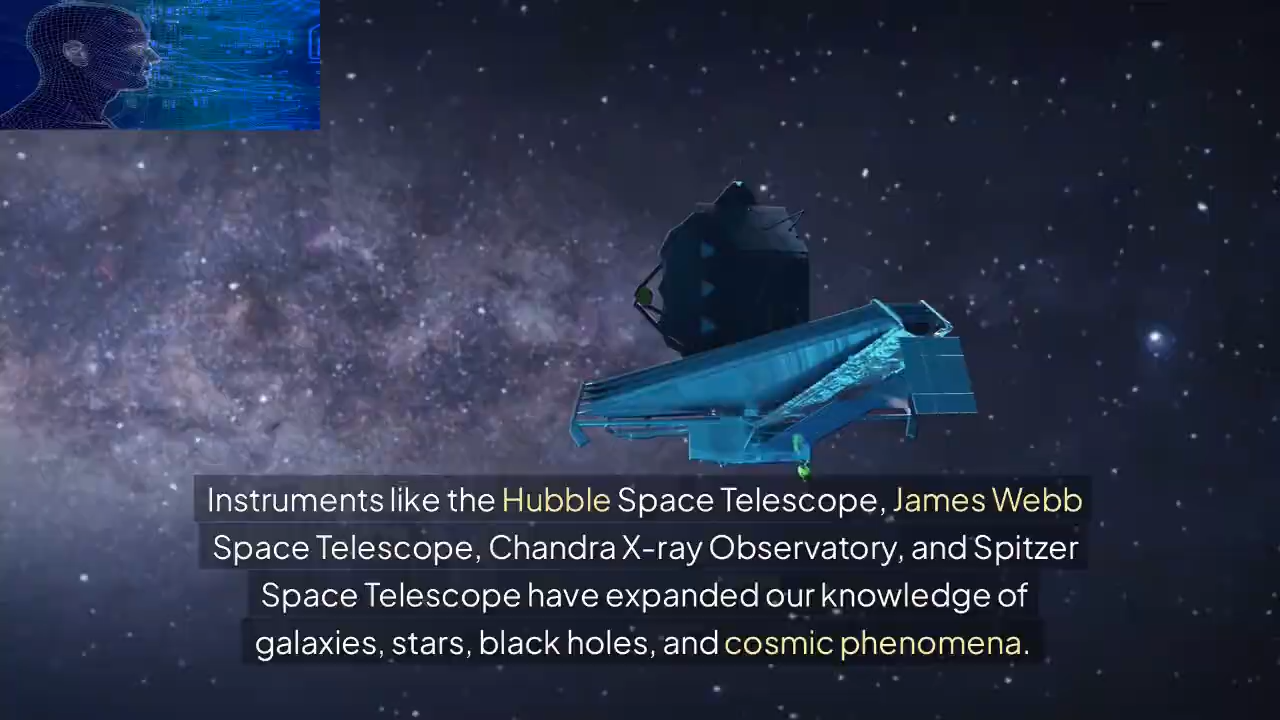 Instruments like the Hubble Space Telescope, James Webb
Space Telescope, Chandra X-ray Observatory, and Spitzer
Space Telescope have expanded our knowledge of
galaxies, stars, black holes, and cosmic phenomena.